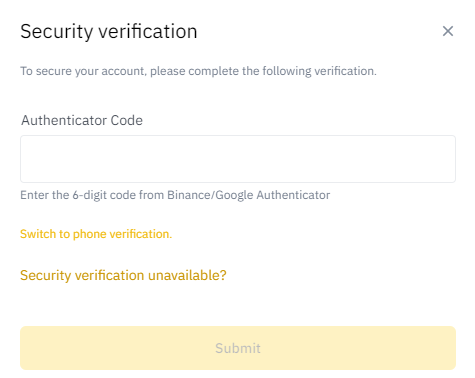 Security verification
To secure your account, please complete the following verification.
Authenticator Code
Enter the 6-digit code from Binance/Google Authenticator
Switch to phone verification.
Security verification unavailable?
Submit